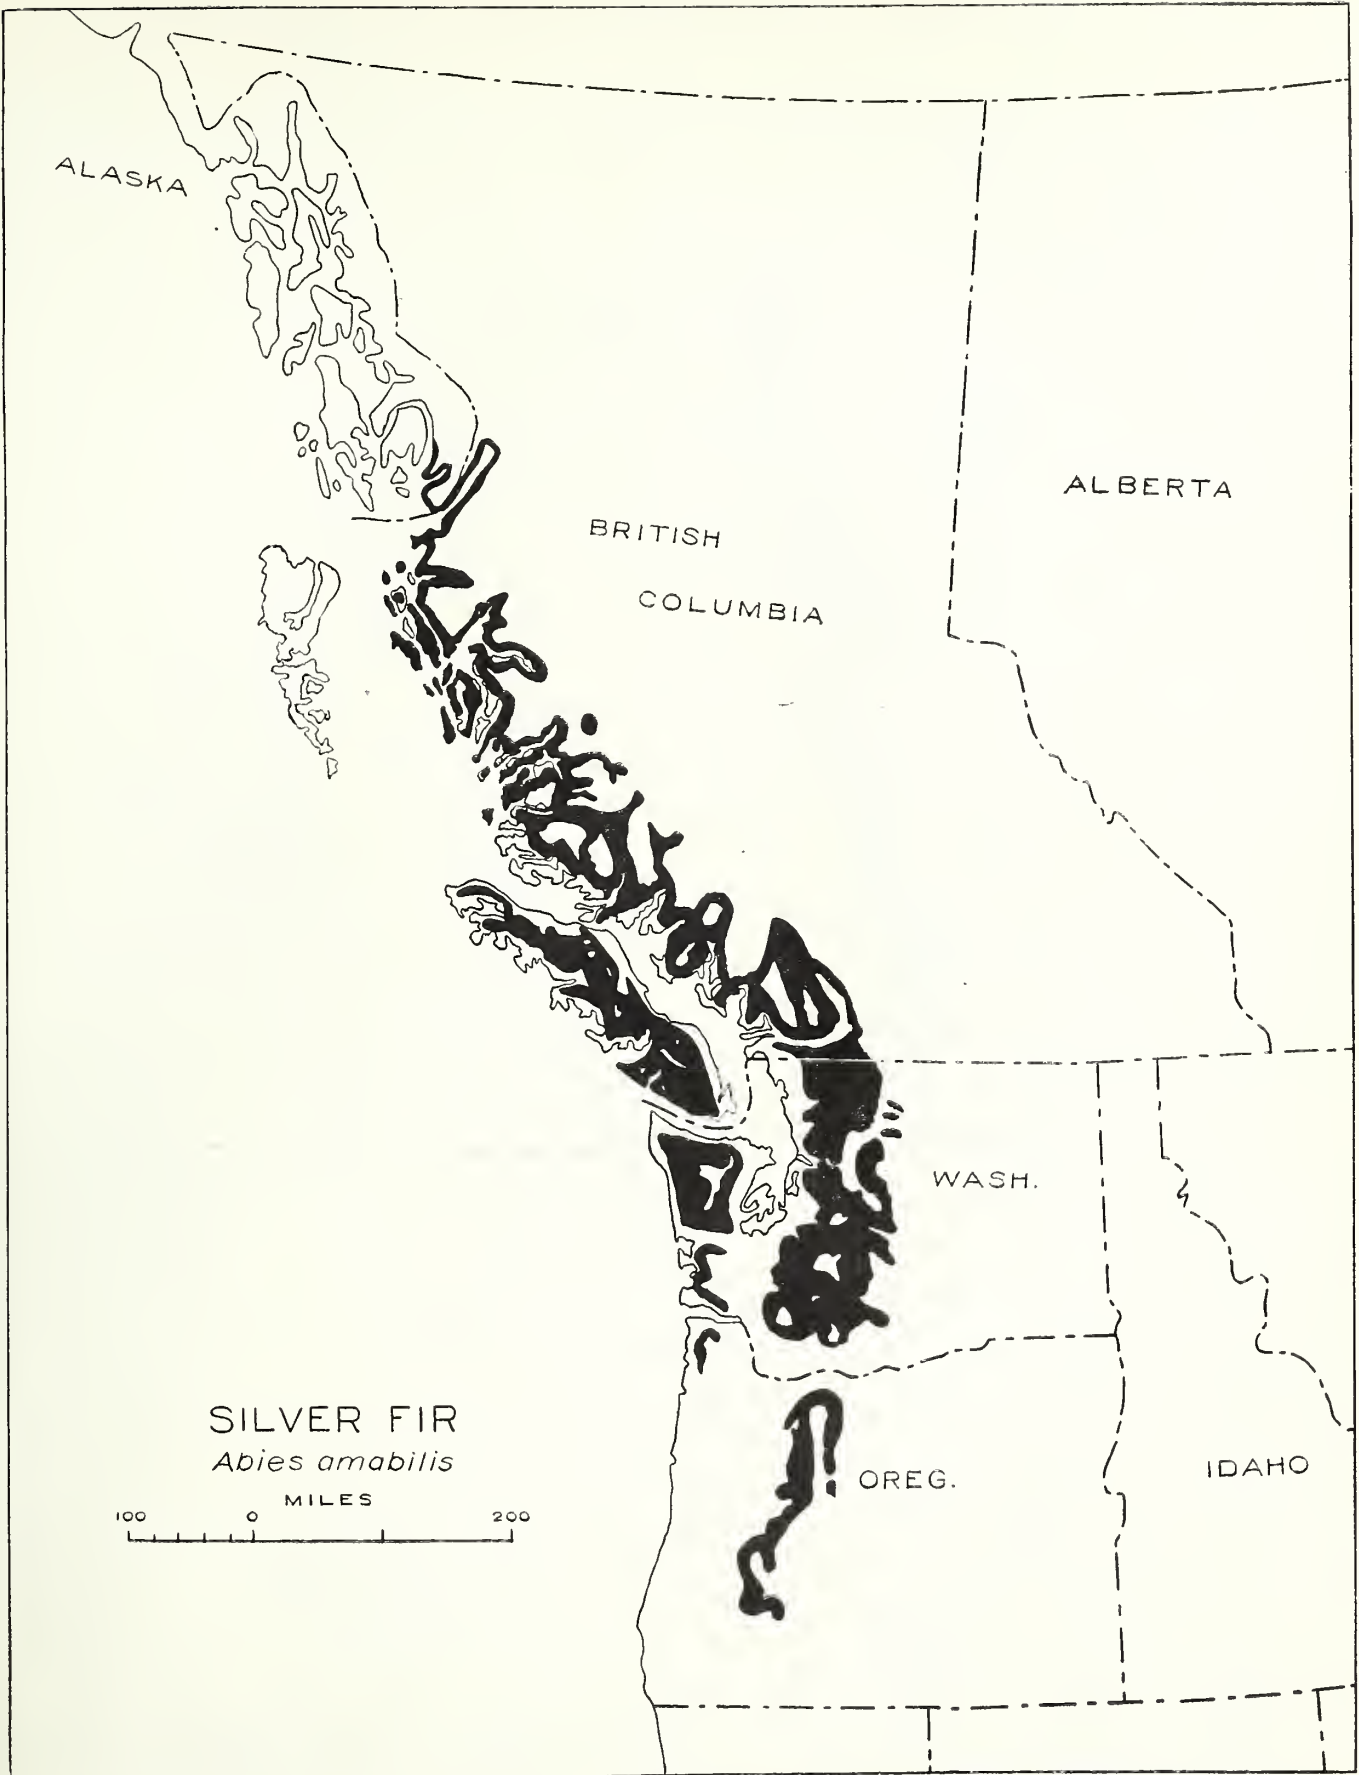 ALASKA
ALBERTA
BRITISH
COLUMBIA
WASH.
SILVER FIR
Abies amabilis
MILES
100 0 200
OREG.
IDAHO